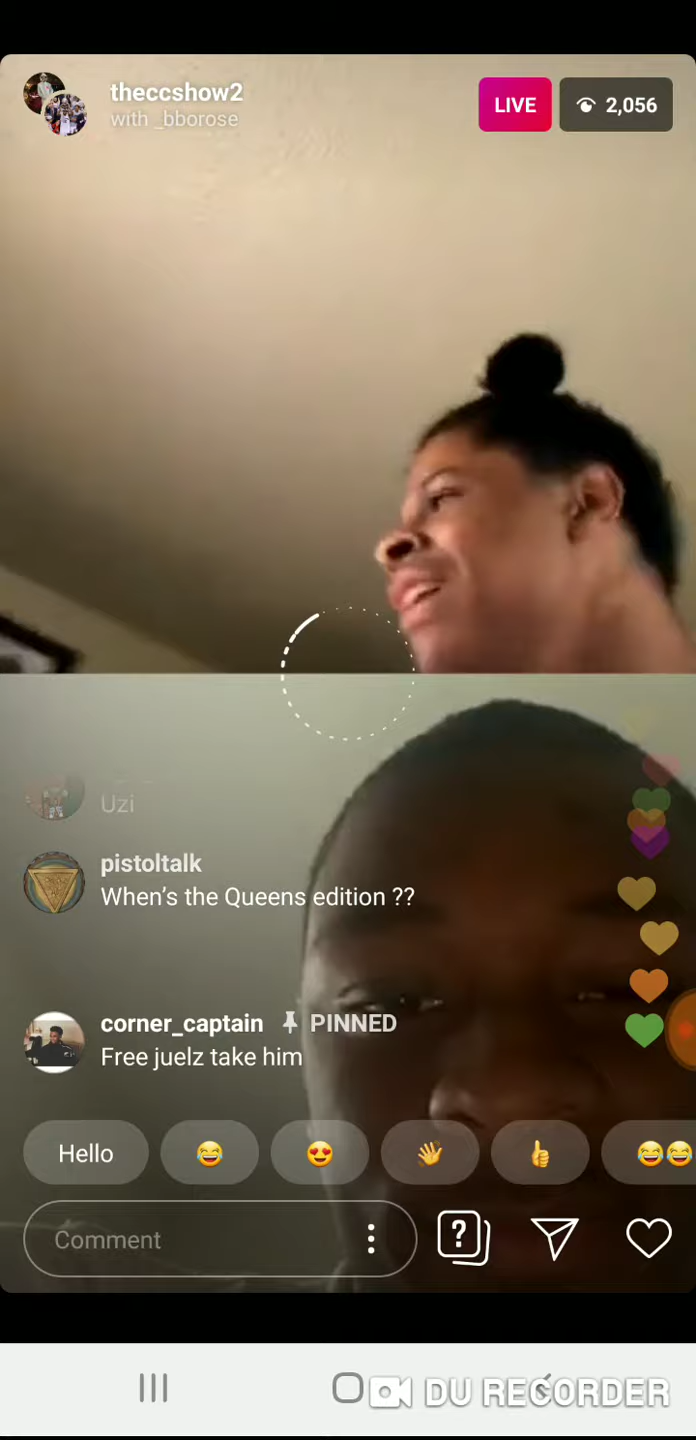 theccshow2
with _bborose
LIVE
2,056
Uzi
pistoltalk
When’s the Queens edition ??
corner_captain PINNED
Free juelz take him
Hello
Comment
DU RECORDER